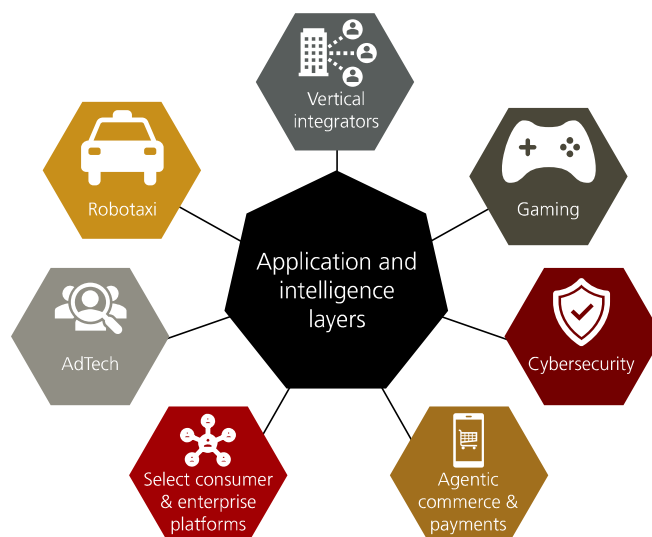 Vertical
integrators
Robotaxi
Gaming
Application and
intelligence
layers
AdTech
Cybersecurity
Select consumer
& enterprise
platforms
Agentic
commerce &
payments